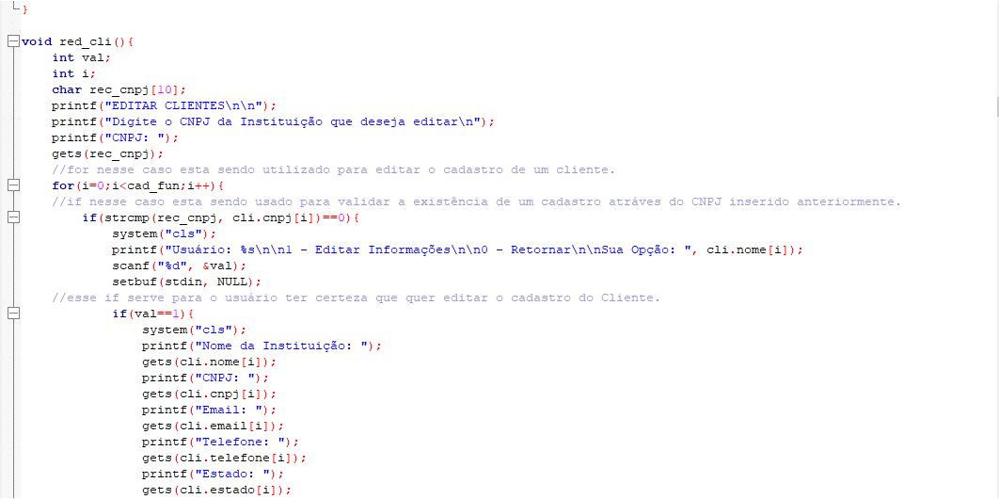 }
void red_cli(){
int val;
int i;
char rec_cnpj[10];
printf("EDITAR CLIENTES\n\n");
printf("Digite o CNPJ da Instituição que deseja editar\n");
printf("CNPJ: ");
gets(rec_cnpj);
//for nesse caso esta sendo utilizado para editar o cadastro de um cliente.
for(i=0;i<cad_fun;i++){
//if nesse caso esta sendo usado para validar a existência de um cadastro atráves do CNPJ inserido anteriormente.
if(strcmp(rec_cnpj, cli.cnpj[i])==0){
system("cls");
printf("Usuário: %s\n\n1 - Editar Informações\n\n0 - Retornar\n\nSua Opção: ", cli.nome[i]);
scanf("%d", &val);
setbuf(stdin, NULL);
//esse if serve para o usuário ter certeza que quer editar o cadastro do Cliente.
if(val==1){
system("cls");
printf("Nome da Instituição: ");
gets(cli.nome[i]);
printf("CNPJ: ");
gets(cli.cnpj[i]);
printf("Email: ");
gets(cli.email[i]);
printf("Telefone: ");
gets(cli.telefone[i]);
printf("Estado: ");
gets(cli.estado[i]);